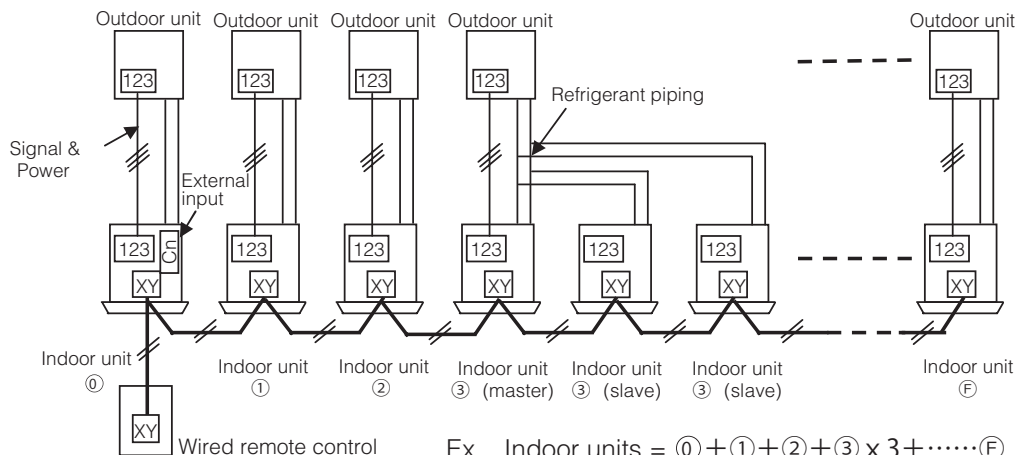 Outdoor unit Outdoor unit Outdoor unit Outdoor unit Outdoor unit
123 123 123 123 123
Refrigerant piping
Signal &
Power
External
input
Cn
123 123 123 123 123 123 123
XY XY XY XY XY XY XY
Indoor unit
⓪
Indoor unit
①
Indoor unit
②
Indoor unit
③ (master)
Indoor unit
③ (slave)
Indoor unit
③ (slave)
Indoor unit
Ⓕ
XY
Wired remote control
Ex. Indoor units = ⓪+①+②+③ x 3+……Ⓕ